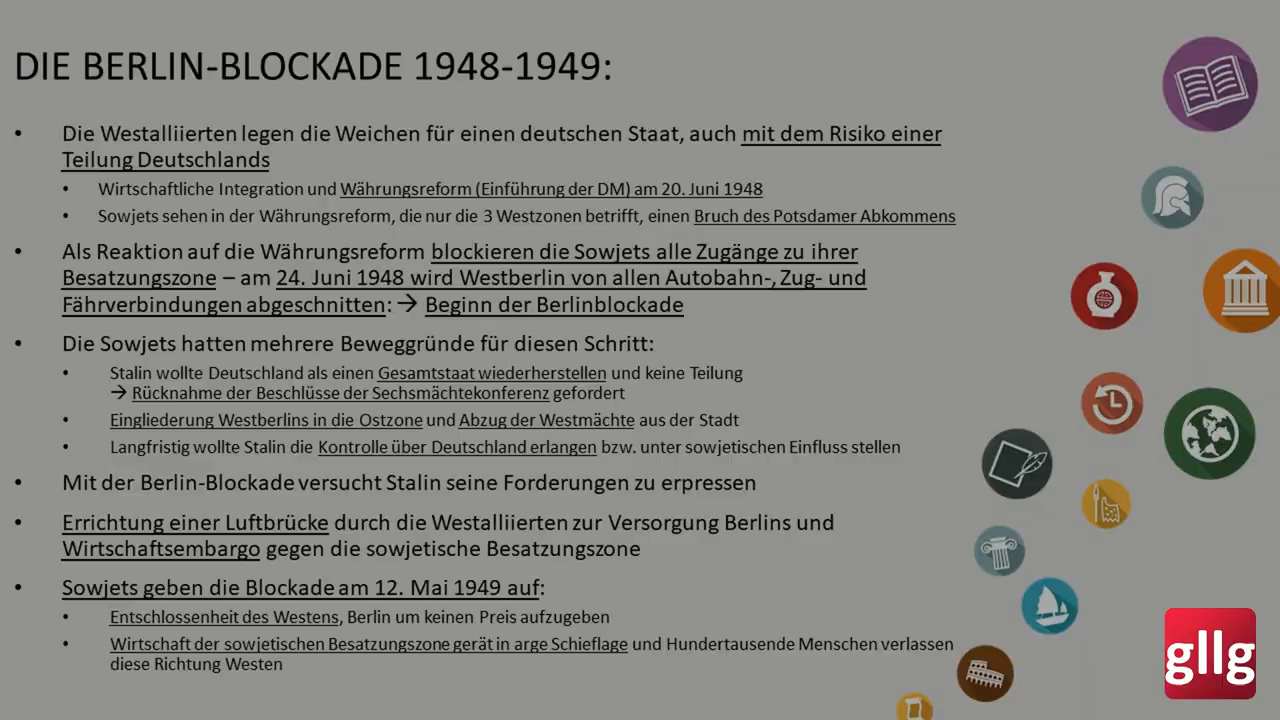 DIE BERLIN-BLOCKADE 1948-1949:
• Die Westalliierten legen die Weichen für einen deutschen Staat, auch mit dem Risiko einer
Teilung Deutschlands
• Wirtschaftliche Integration und Währungsreform (Einführung der DM) am 20. Juni 1948
• Sowjets sehen in der Währungsreform, die nur die 3 Westzonen betrifft, einen Bruch des Potsdamer Abkommens
• Als Reaktion auf die Währungsreform blockieren die Sowjets alle Zugänge zu ihrer
Besatzungszone – am 24. Juni 1948 wird Westberlin von allen Autobahn-, Zug- und
Fährverbindungen abgeschnitten: → Beginn der Berlinblockade
• Die Sowjets hatten mehrere Beweggründe für diesen Schritt:
• Stalin wollte Deutschland als einen Gesamtstaat wiederherstellen und keine Teilung
→ Rücknahme der Beschlüsse der Sechsmächtekonferenz gefordert
• Eingliederung Westberlins in die Ostzone und Abzug der Westmächte aus der Stadt
• Langfristig wollte Stalin die Kontrolle über Deutschland erlangen bzw. unter sowjetischen Einfluss stellen
• Mit der Berlin-Blockade versucht Stalin seine Forderungen zu erpressen
• Errichtung einer Luftbrücke durch die Westalliierten zur Versorgung Berlins und
Wirtschaftsembargo gegen die sowjetische Besatzungszone
• Sowjets geben die Blockade am 12. Mai 1949 auf:
• Entschlossenheit des Westens, Berlin um keinen Preis aufzugeben
• Wirtschaft der sowjetischen Besatzungszone gerät in arge Schieflage und Hundertausende Menschen verlassen
diese Richtung Westen
gllg